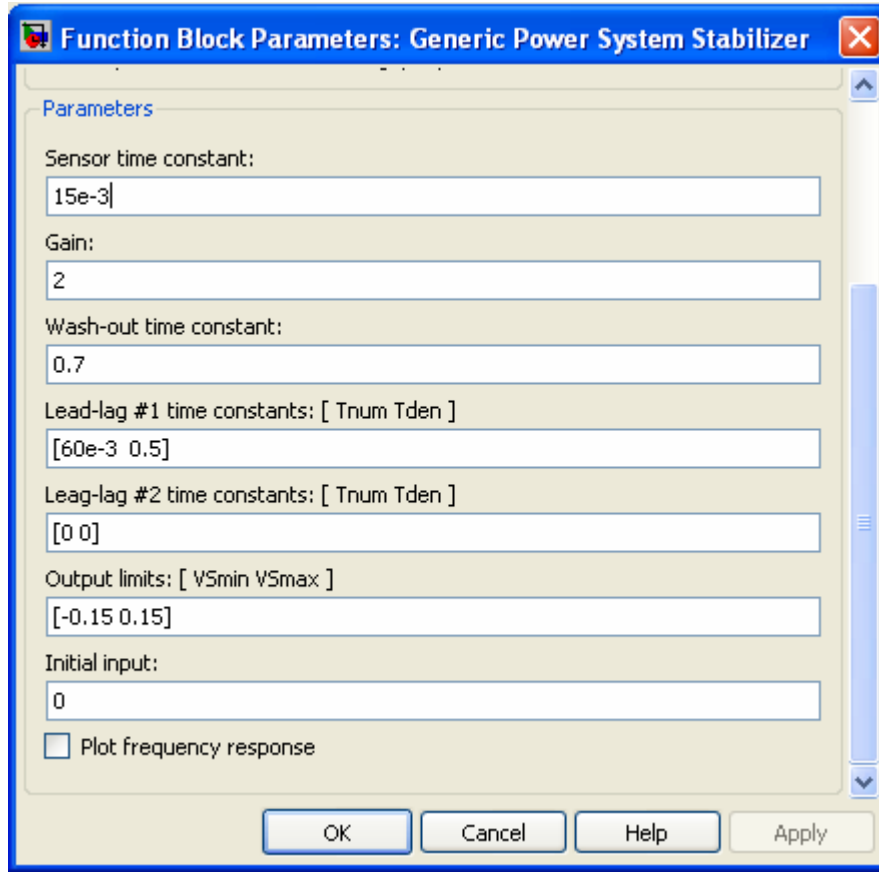 Function Block Parameters: Generic Power System Stabilizer
Parameters
Sensor time constant:
15e-3
Gain:
2
Wash-out time constant:
0.7
Lead-lag #1 time constants: [ Tnum Tden ]
[60e-3 0.5]
Leag-lag #2 time constants: [ Tnum Tden ]
[0 0]
Output limits: [ VSmin VSmax ]
[-0.15 0.15]
Initial input:
0
Plot frequency response
OK Cancel Help Apply